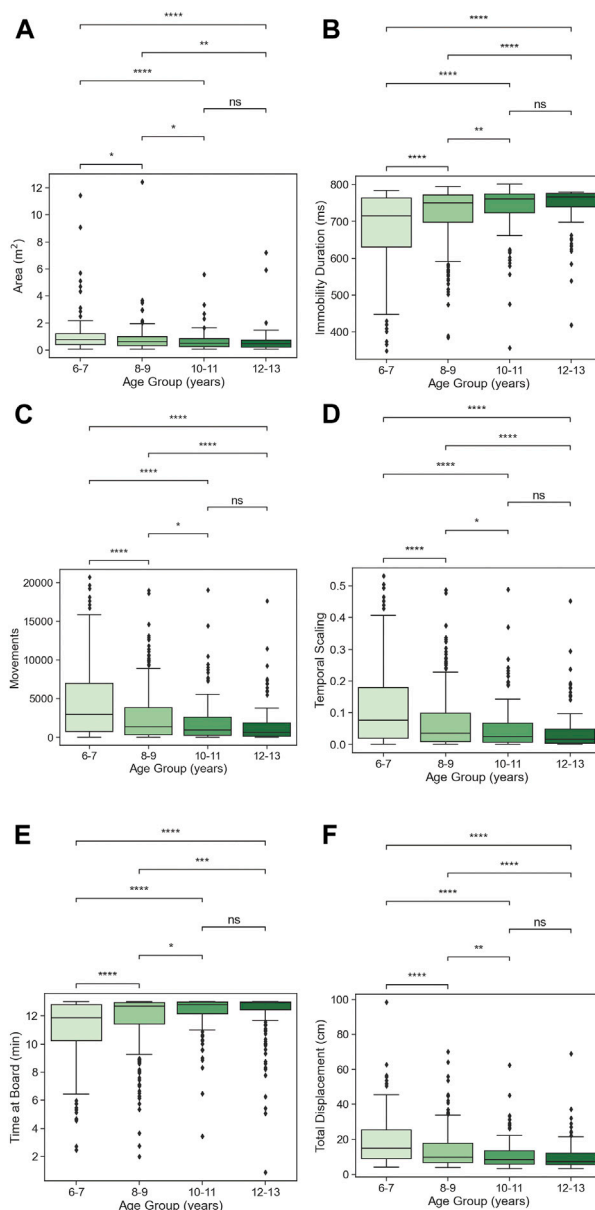 A
****
**
****
ns
*
*
Area (m²)
12
10
8
6
4
2
0
6-7 8-9 10-11 12-13
Age Group (years)
B
****
****
****
ns
**
****
Immobility Duration (ms)
800
700
600
500
400
6-7 8-9 10-11 12-13
Age Group (years)
C
****
****
****
ns
*
****
Movements
20000
15000
10000
5000
0
6-7 8-9 10-11 12-13
Age Group (years)
D
****
****
****
ns
*
****
Temporal Scaling
0.5
0.4
0.3
0.2
0.1
0.0
6-7 8-9 10-11 12-13
Age Group (years)
E
****
***
****
ns
*
****
Time at Board (min)
12
10
8
6
4
2
6-7 8-9 10-11 12-13
Age Group (years)
F
****
****
****
ns
**
****
Total Displacement (cm)
100
80
60
40
20
0
6-7 8-9 10-11 12-13
Age Group (years)